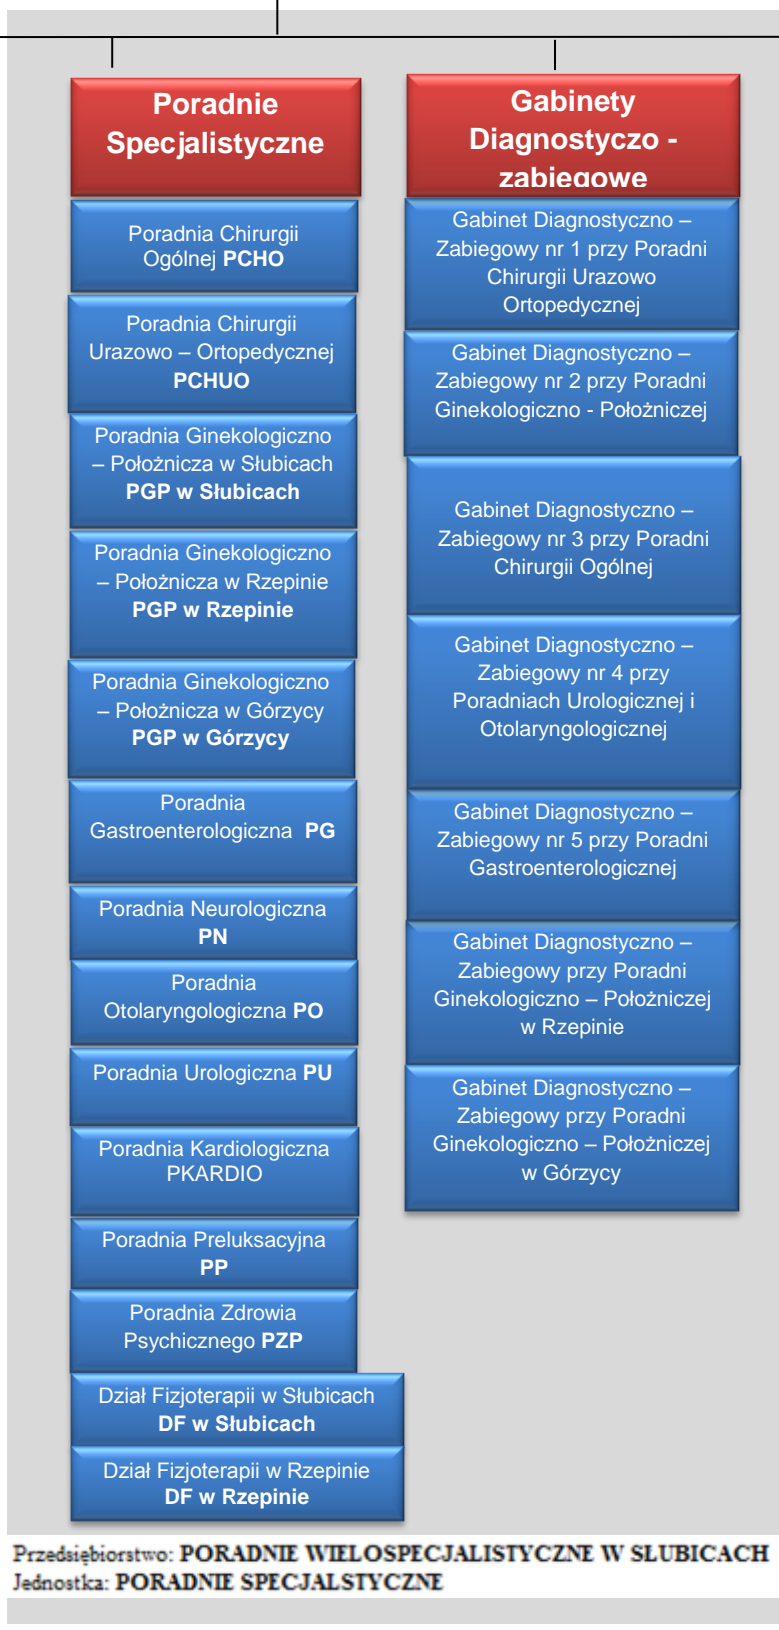 Poradnie
Specjalistyczne
Poradnia Chirurgii
Ogólnej PCHO
Poradnia Chirurgii
Urazowo – Ortopedycznej
PCHUO
Poradnia Ginekologiczno
– Położnicza w Słubicach
PGP w Słubicach
Poradnia Ginekologiczno
– Położnicza w Rzepinie
PGP w Rzepinie
Poradnia Ginekologiczno
– Położnicza w Górzycy
PGP w Górzycy
Poradnia
Gastroenterologiczna PG
Poradnia Neurologiczna
PN
Poradnia
Otolaryngologiczna PO
Poradnia Urologiczna PU
Poradnia Kardiologiczna
PKARDIO
Poradnia Preluksacyjna
PP
Poradnia Zdrowia
Psychicznego PZP
Dział Fizjoterapii w Słubicach
DF w Słubicach
Dział Fizjoterapii w Rzepinie
DF w Rzepinie
Gabinety
Diagnostyczo -
zabiegowe
Gabinet Diagnostyczno –
Zabiegowy nr 1 przy Poradni
Chirurgii Urazowo
Ortopedycznej
Gabinet Diagnostyczno –
Zabiegowy nr 2 przy Poradni
Ginekologiczno - Położniczej
Gabinet Diagnostyczno –
Zabiegowy nr 3 przy Poradni
Chirurgii Ogólnej
Gabinet Diagnostyczno –
Zabiegowy nr 4 przy
Poradniach Urologicznej i
Otolaryngologicznej
Gabinet Diagnostyczno –
Zabiegowy nr 5 przy Poradni
Gastroenterologicznej
Gabinet Diagnostyczno –
Zabiegowy przy Poradni
Ginekologiczno – Położniczej
w Rzepinie
Gabinet Diagnostyczno –
Zabiegowy przy Poradni
Ginekologiczno – Położniczej
w Górzycy
Przedsiębiorstwo: PORADNIE WIELOSPECJALISTYCZNE W SŁUBICACH
Jednostka: PORADNIE SPECJALSTYCZNE